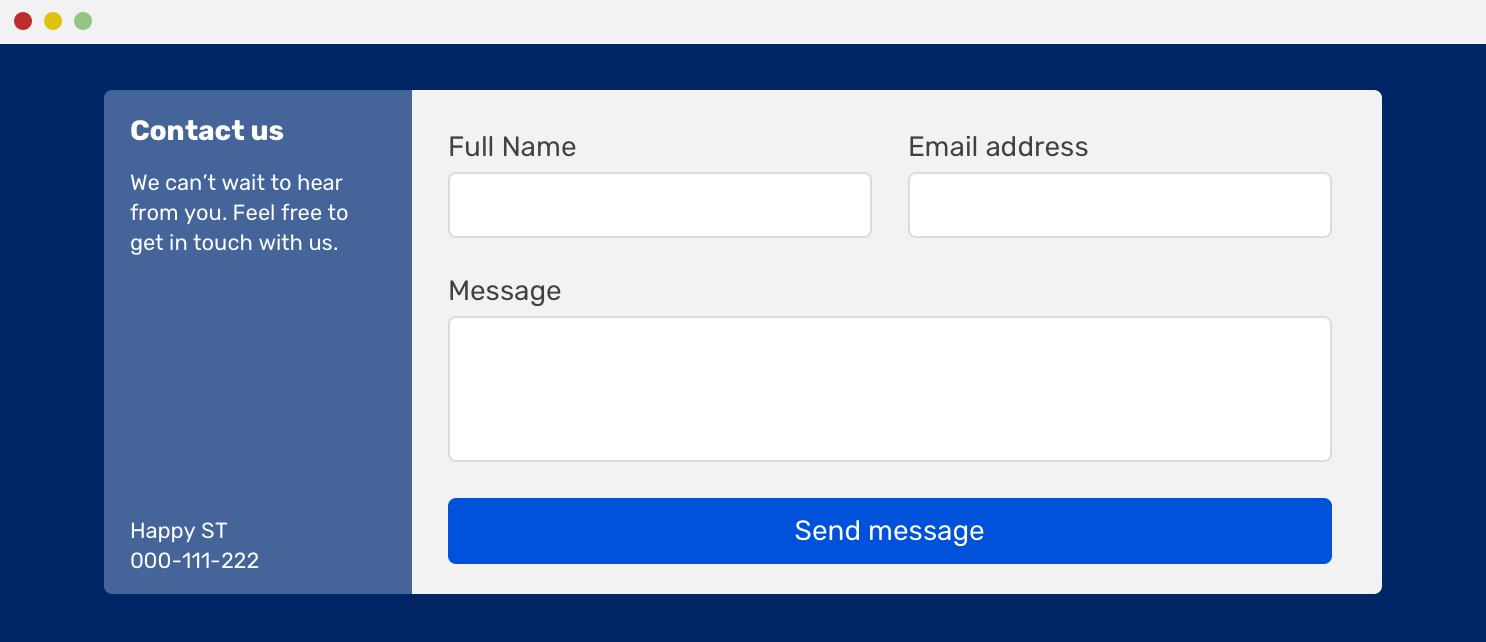 Contact us
We can’t wait to hear
from you. Feel free to
get in touch with us.
Happy ST
000-111-222
Full Name
Email address
Message
Send message